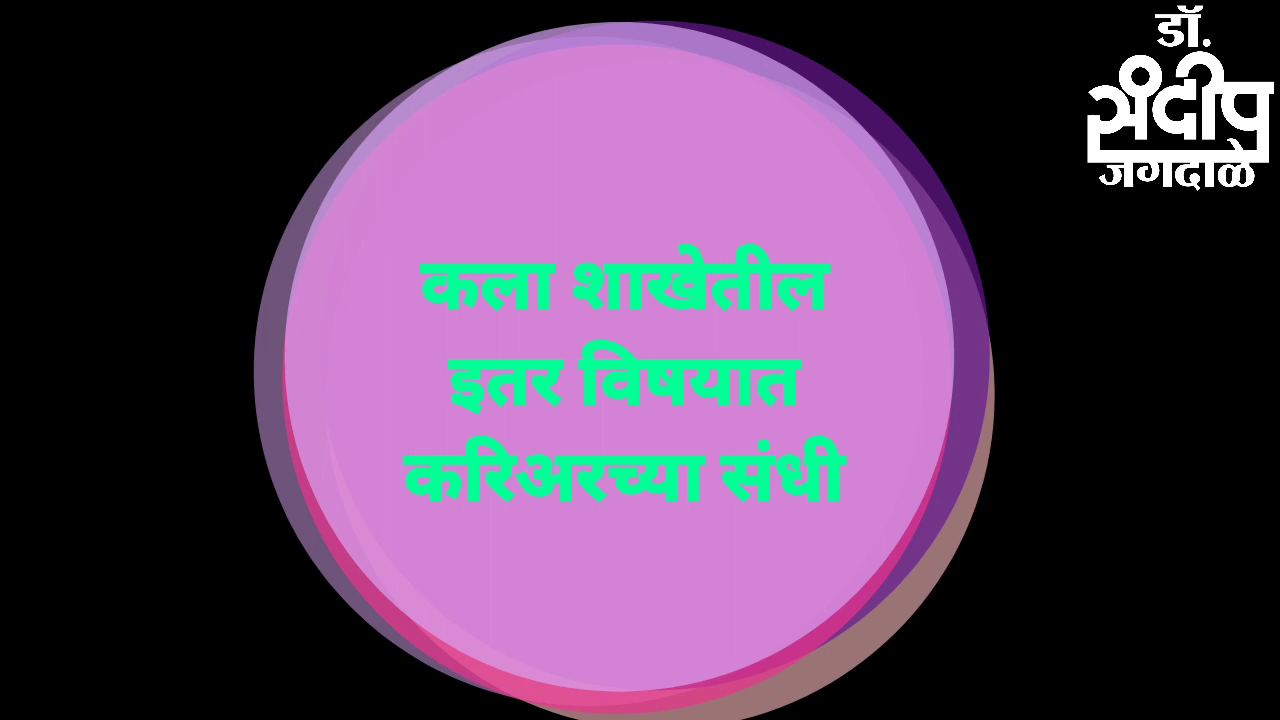 डॉ.
संदीप
जगदाळे
कला शाखेतील
इतर विषयात
करिअरच्या संधी